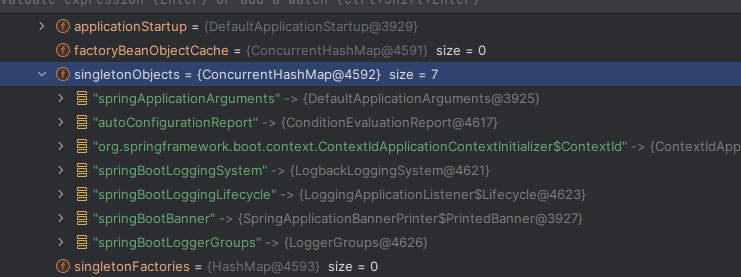 applicationStartup = {DefaultApplicationStartup@3929}
factoryBeanObjectCache = {ConcurrentHashMap@4591} size = 0
singletonObjects = {ConcurrentHashMap@4592} size = 7
"springApplicationArguments" -> {DefaultApplicationArguments@3925}
"autoConfigurationReport" -> {ConditionEvaluationReport@4617}
"org.springframework.boot.context.ContextIdApplicationContextInitializer$ContextId" -> {ContextIdApp
"springBootLoggingSystem" -> {LogbackLoggingSystem@4621}
"springBootLoggingLifecycle" -> {LoggingApplicationListener$Lifecycle@4623}
"springBootBanner" -> {SpringApplicationBannerPrinter$PrintedBanner@3927}
"springBootLoggerGroups" -> {LoggerGroups@4626}
singletonFactories = {HashMap@4593} size = 0